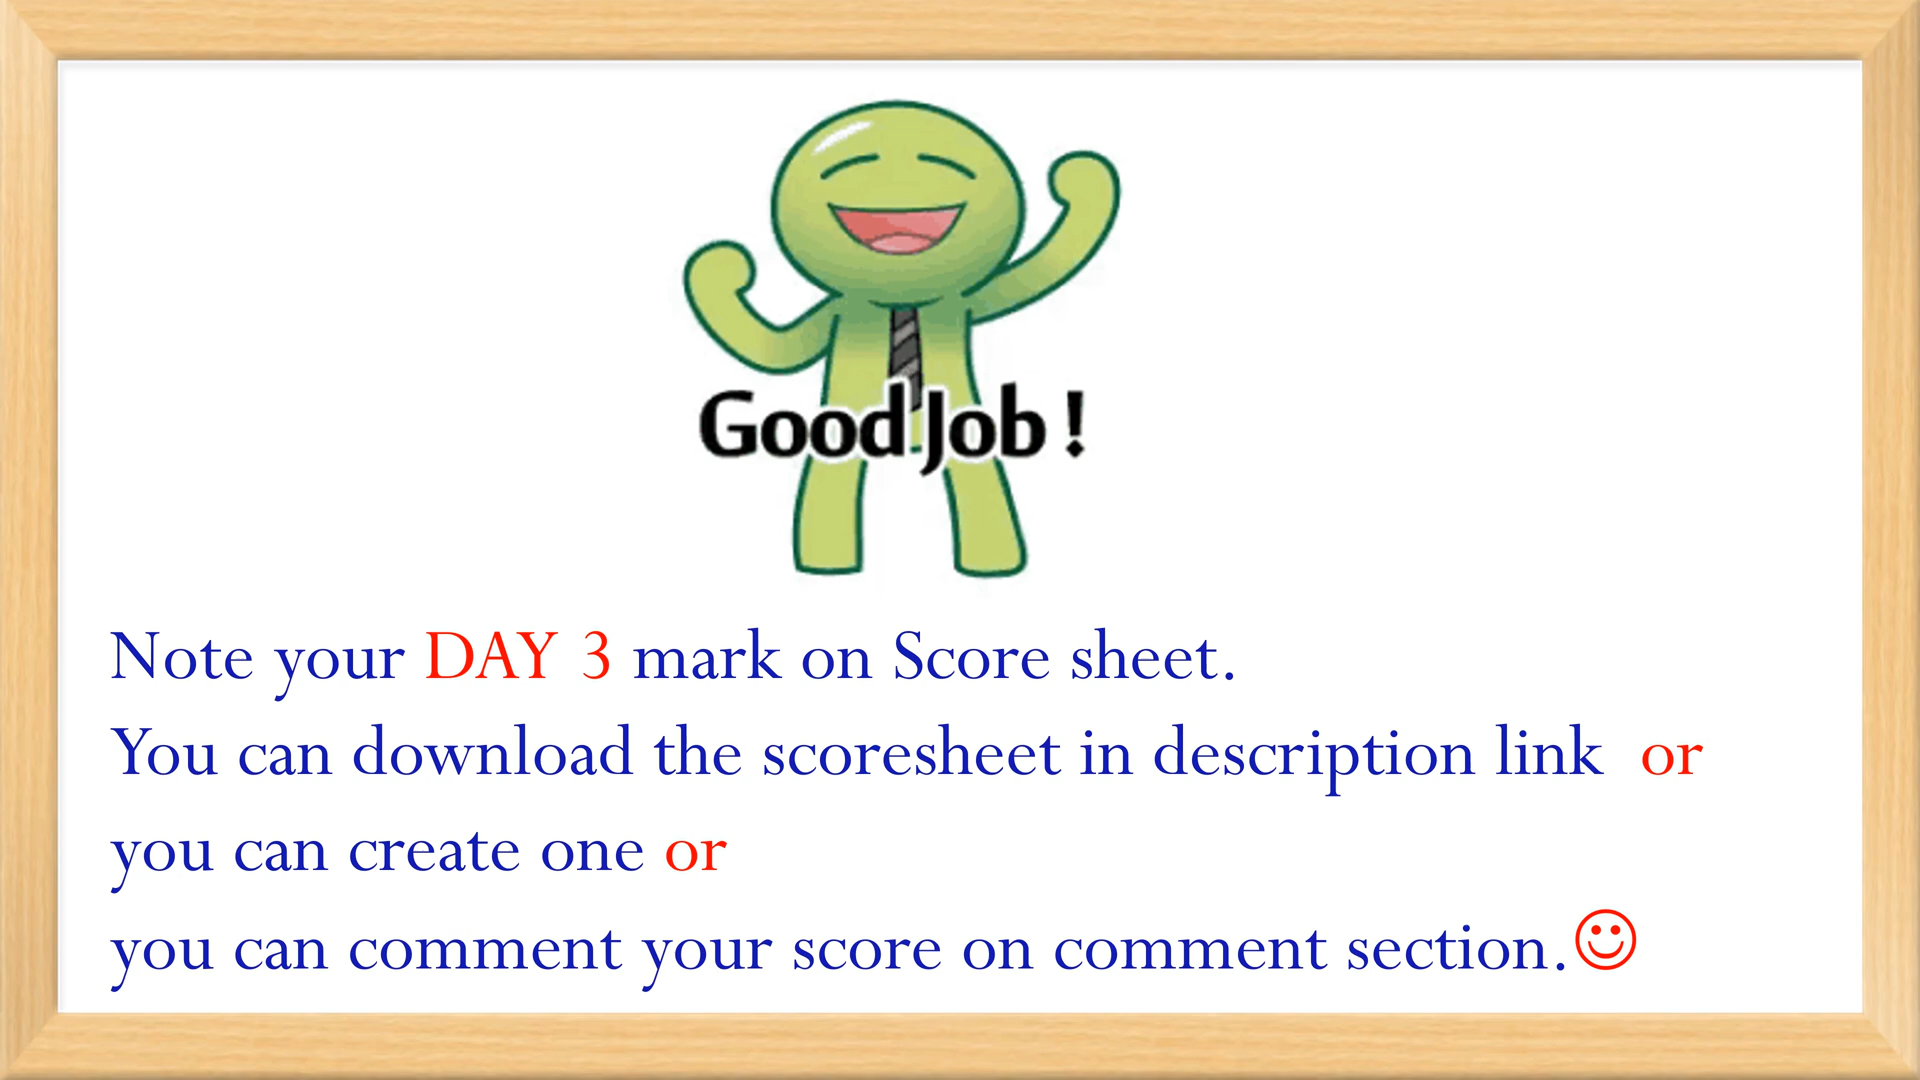 Good Job !
Note your DAY 3 mark on Score sheet.
You can download the scoresheet in description link or
you can create one or
you can comment your score on comment section.☺